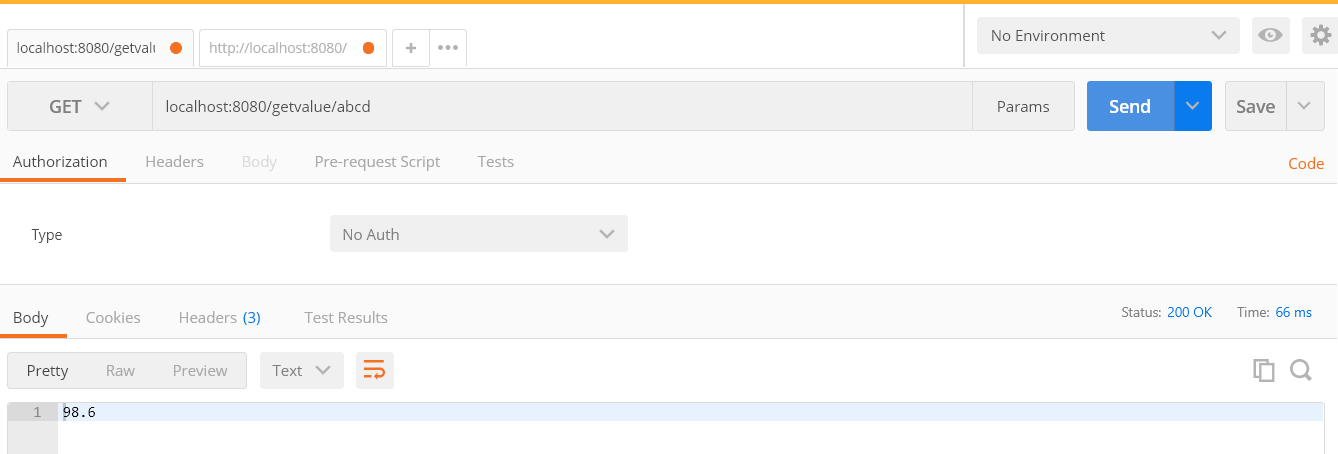 localhost:8080/getvalu
http://localhost:8080/
No Environment
GET
localhost:8080/getvalue/abcd
Params
Send
Save
Authorization
Headers
Body
Pre-request Script
Tests
Code
Type
No Auth
Body
Cookies
Headers (3)
Test Results
Status: 200 OK
Time: 66 ms
Pretty
Raw
Preview
Text
1
98.6